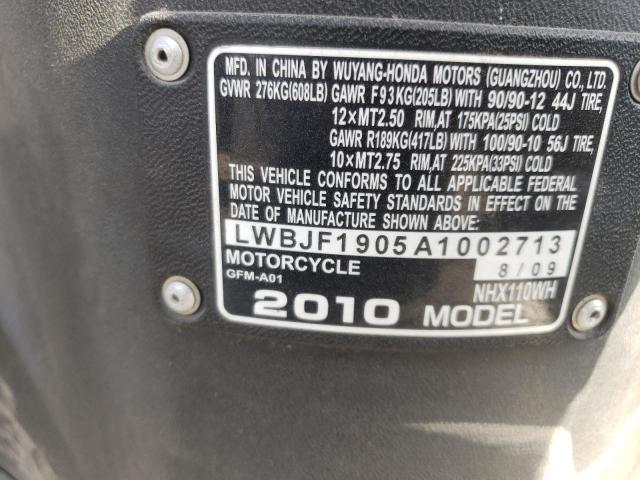 MFD. IN CHINA BY WUYANG-HONDA MOTORS (GUANGZHOU) CO., LTD.
GVWR 276KG(608LB) GAWR F93KG(205LB) WITH 90/90-12 44J TIRE,
12×MT2.50 RIM,AT 175KPA(25PSI) COLD
GAWR R189KG(417LB) WITH 100/90-10 56J TIRE,
10×MT2.75 RIM,AT 225KPA(33PSI) COLD
THIS VEHICLE CONFORMS TO ALL APPLICABLE FEDERAL
MOTOR VEHICLE SAFETY STANDARDS IN EFFECT ON THE
DATE OF MANUFACTURE SHOWN ABOVE:
LWBJF1905A1002713
MOTORCYCLE 8/09
GFM-A01 NHX110WH
2010 MODEL